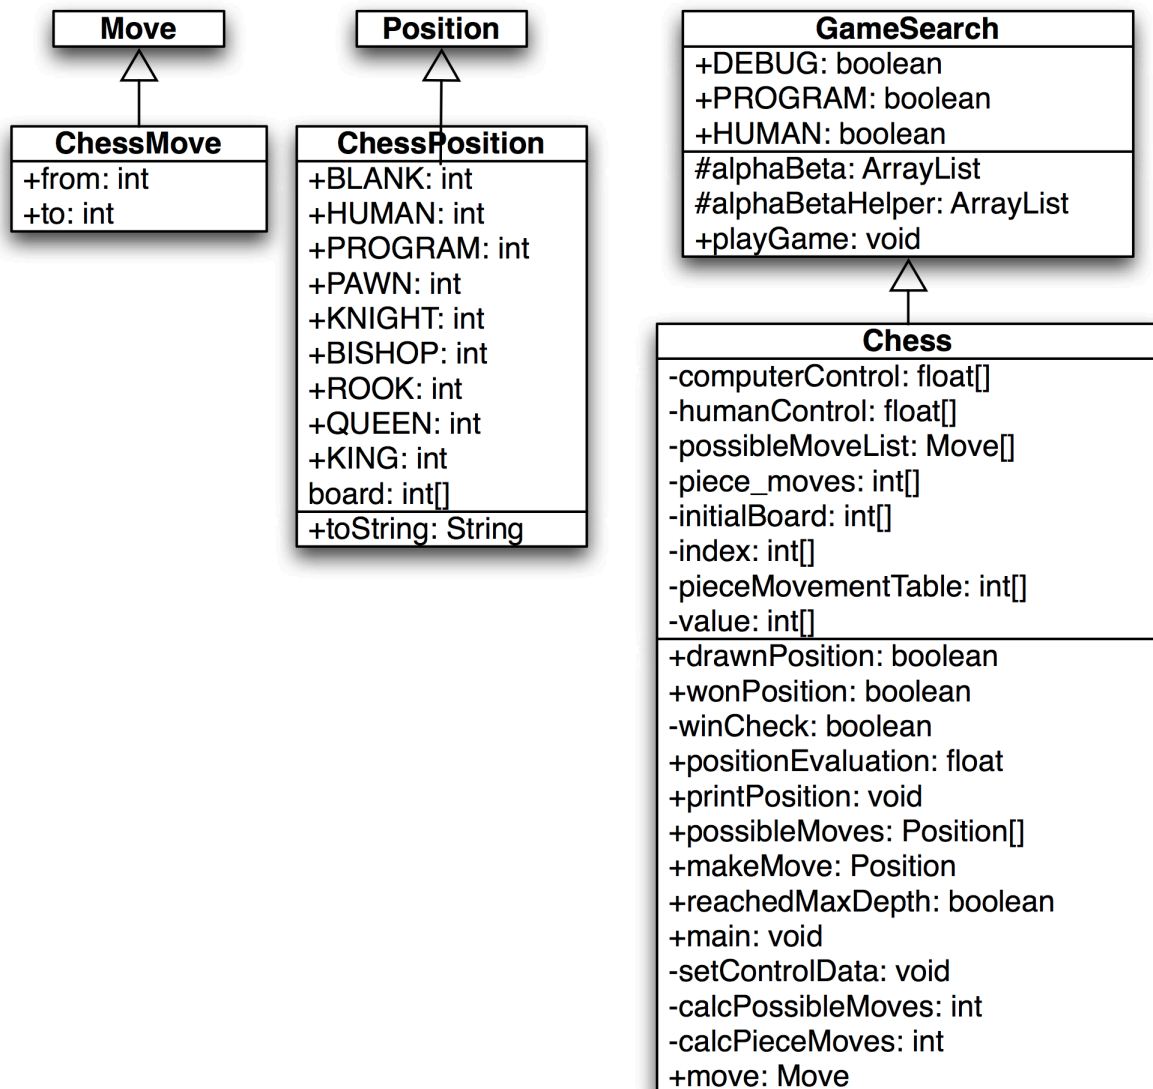 Move
ChessMove
+from: int
+to: int
Position
ChessPosition
+BLANK: int
+HUMAN: int
+PROGRAM: int
+PAWN: int
+KNIGHT: int
+BISHOP: int
+ROOK: int
+QUEEN: int
+KING: int
board: int[]
+toString: String
GameSearch
+DEBUG: boolean
+PROGRAM: boolean
+HUMAN: boolean
#alphaBeta: ArrayList
#alphaBetaHelper: ArrayList
+playGame: void
Chess
-computerControl: float[]
-humanControl: float[]
-possibleMoveList: Move[]
-piece_moves: int[]
-initialBoard: int[]
-index: int[]
-pieceMovementTable: int[]
-value: int[]
+drawnPosition: boolean
+wonPosition: boolean
-winCheck: boolean
+positionEvaluation: float
+printPosition: void
+possibleMoves: Position[]
+makeMove: Position
+reachedMaxDepth: boolean
+main: void
-setControlData: void
-calcPossibleMoves: int
-calcPieceMoves: int
+move: Move